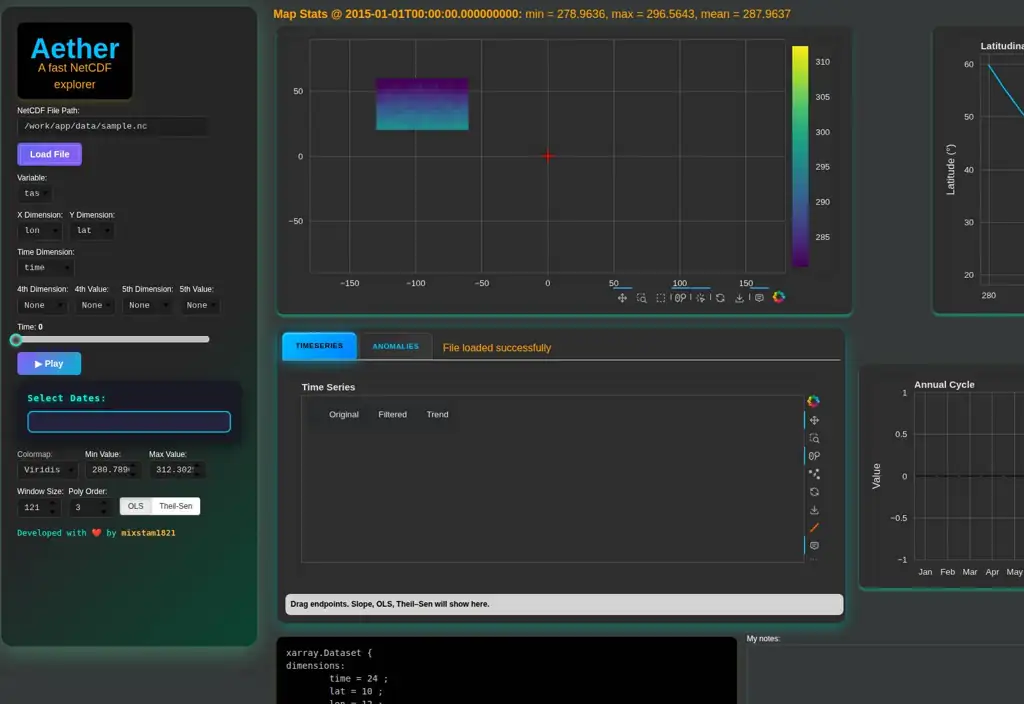 Aether
A fast NetCDF
explorer
NetCDF File Path:
/work/app/data/sample.nc
Load File
Variable:
tas
X Dimension: Y Dimension:
lon lat
Time Dimension:
time
4th Dimension: 4th Value: 5th Dimension: 5th Value:
None None None None
Time: 0
▶ Play
Select Dates:
Colormap: Min Value: Max Value:
Viridis 280.789 312.302
Window Size: Poly Order:
121 3 OLS Theil-Sen
Developed with ❤️ by mixstam1821
Map Stats @ 2015-01-01T00:00:00.000000000: min = 278.9636, max = 296.5643, mean = 287.9637
50
0
−50
−150 −100 −50 0 50 100 150
310
305
300
295
290
285
Latitudina
60
50
40
30
20
Latitude (°)
280
TIMESERIES ANOMALIES File loaded successfully
Time Series
Original Filtered Trend
Drag endpoints. Slope, OLS, Theil–Sen will show here.
Annual Cycle
1
0.5
0
−0.5
−1
Value
Jan Feb Mar Apr May
xarray.Dataset {
dimensions:
time = 24 ;
lat = 10 ;
lon = 12 ;
My notes: